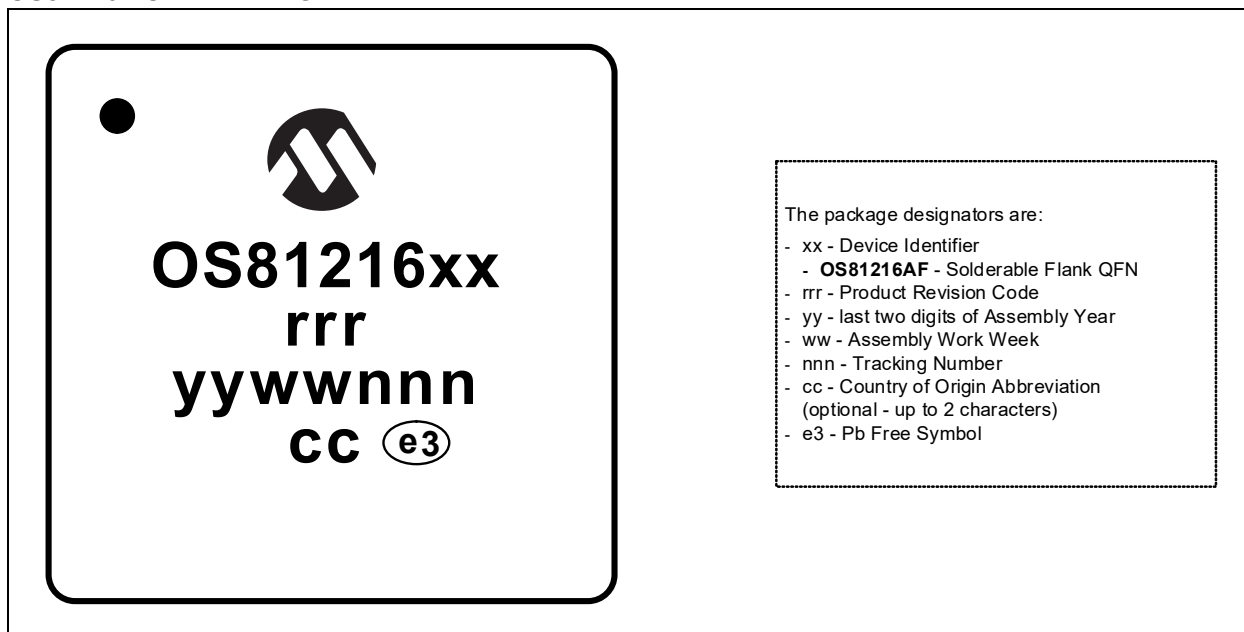 OS81216xx
rrr
yywwnnn
cc e3
The package designators are:
- xx - Device Identifier
- OS81216AF - Solderable Flank QFN
- rrr - Product Revision Code
- yy - last two digits of Assembly Year
- ww - Assembly Work Week
- nnn - Tracking Number
- cc - Country of Origin Abbreviation
(optional - up to 2 characters)
- e3 - Pb Free Symbol